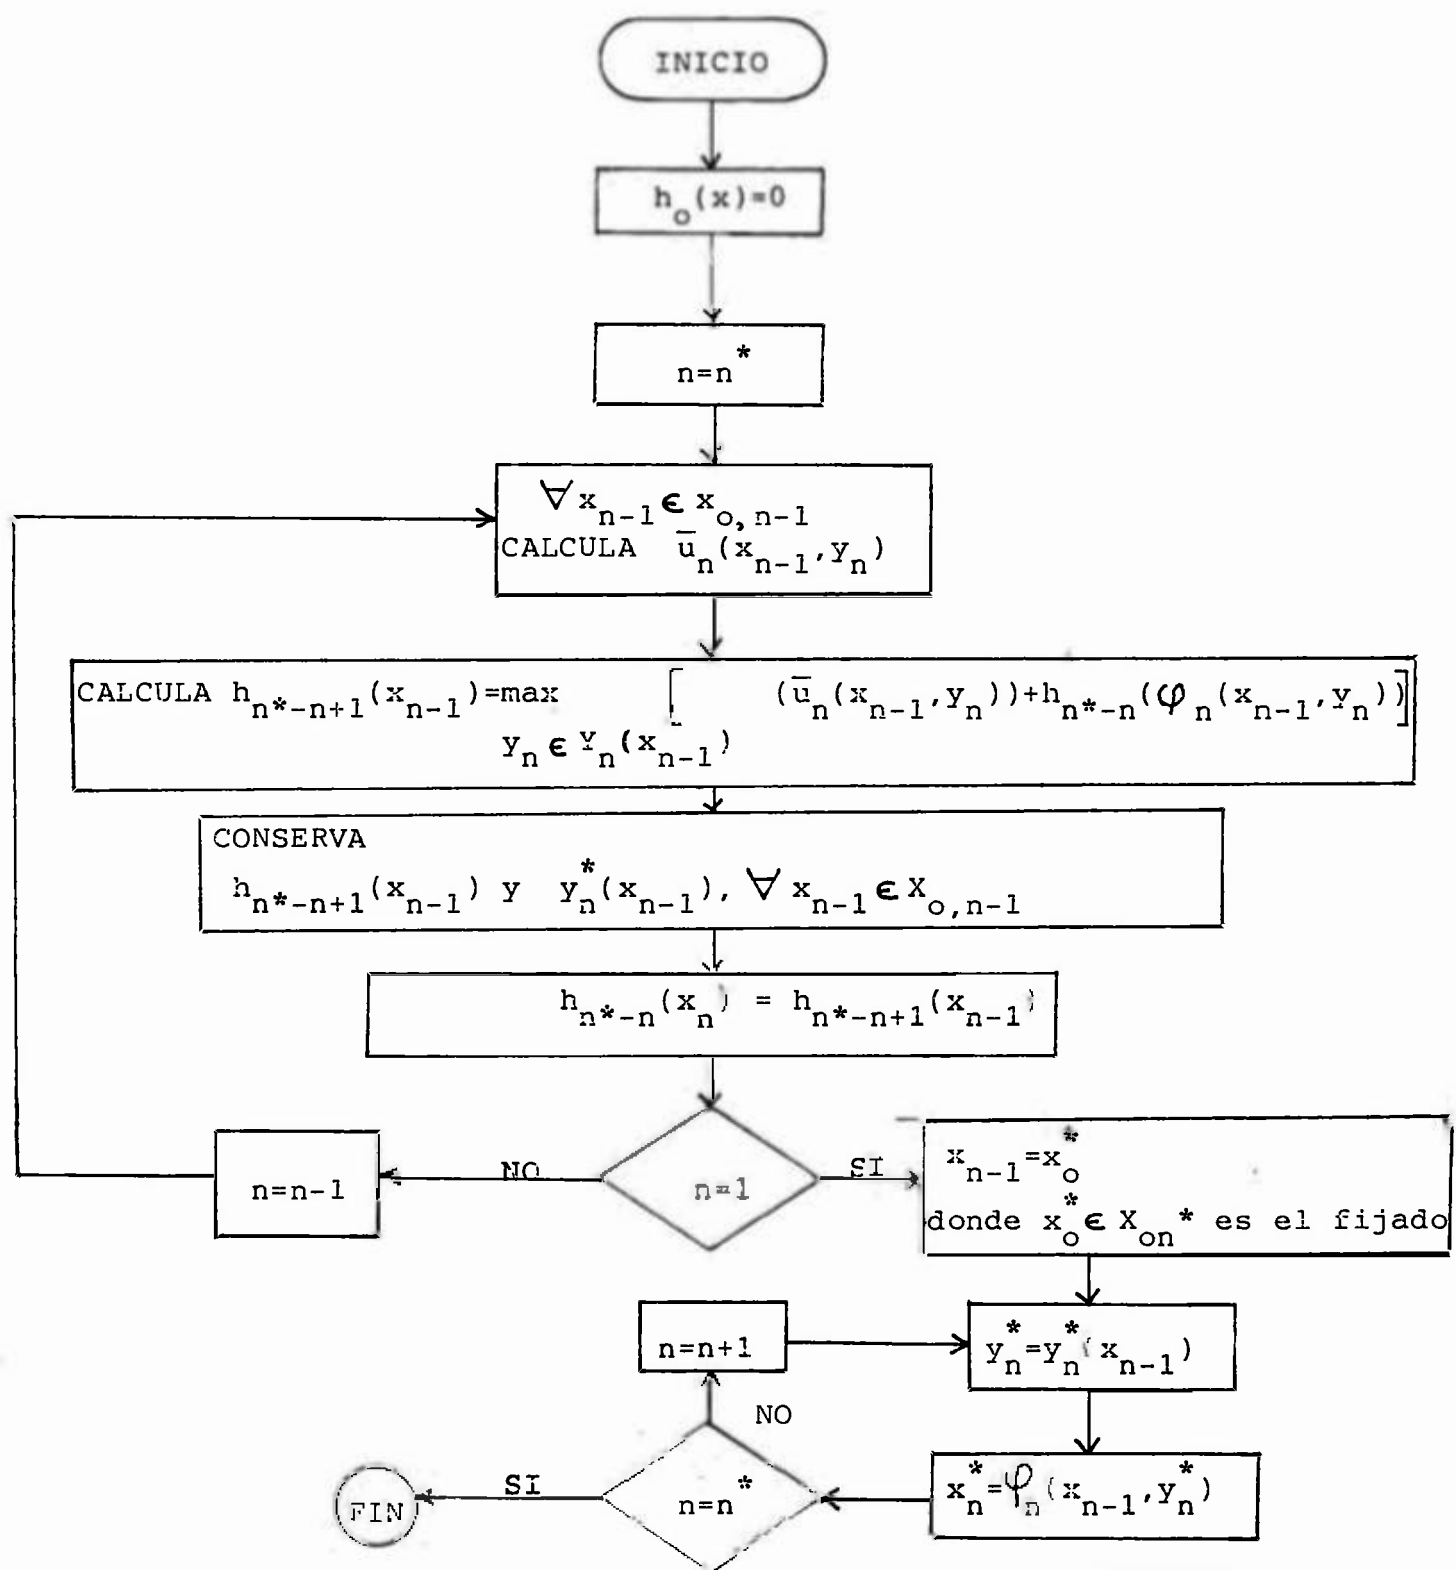 INICIO
h_o(x)=0
n=n*
∀ x_{n-1} ∈ x_{o,n-1}
CALCULA ū_n(x_{n-1},y_n)
CALCULA h_{n*-n+1}(x_{n-1})=max [ (ū_n(x_{n-1},y_n))+h_{n*-n}(φ_n(x_{n-1},y_n))]
y_n ∈ Y_n(x_{n-1})
CONSERVA
h_{n*-n+1}(x_{n-1}) y y*_n(x_{n-1}), ∀ x_{n-1} ∈ X_{o,n-1}
h_{n*-n}(x_n) = h_{n*-n+1}(x_{n-1})
n=1
NO
SI
n=n-1
x_{n-1}=x*_o
donde x*_o ∈ X_{on*} es el fijado
n=n+1
y*_n=y*_n(x_{n-1})
NO
x*_n=φ_n(x_{n-1},y*_n)
n=n*
SI
FIN